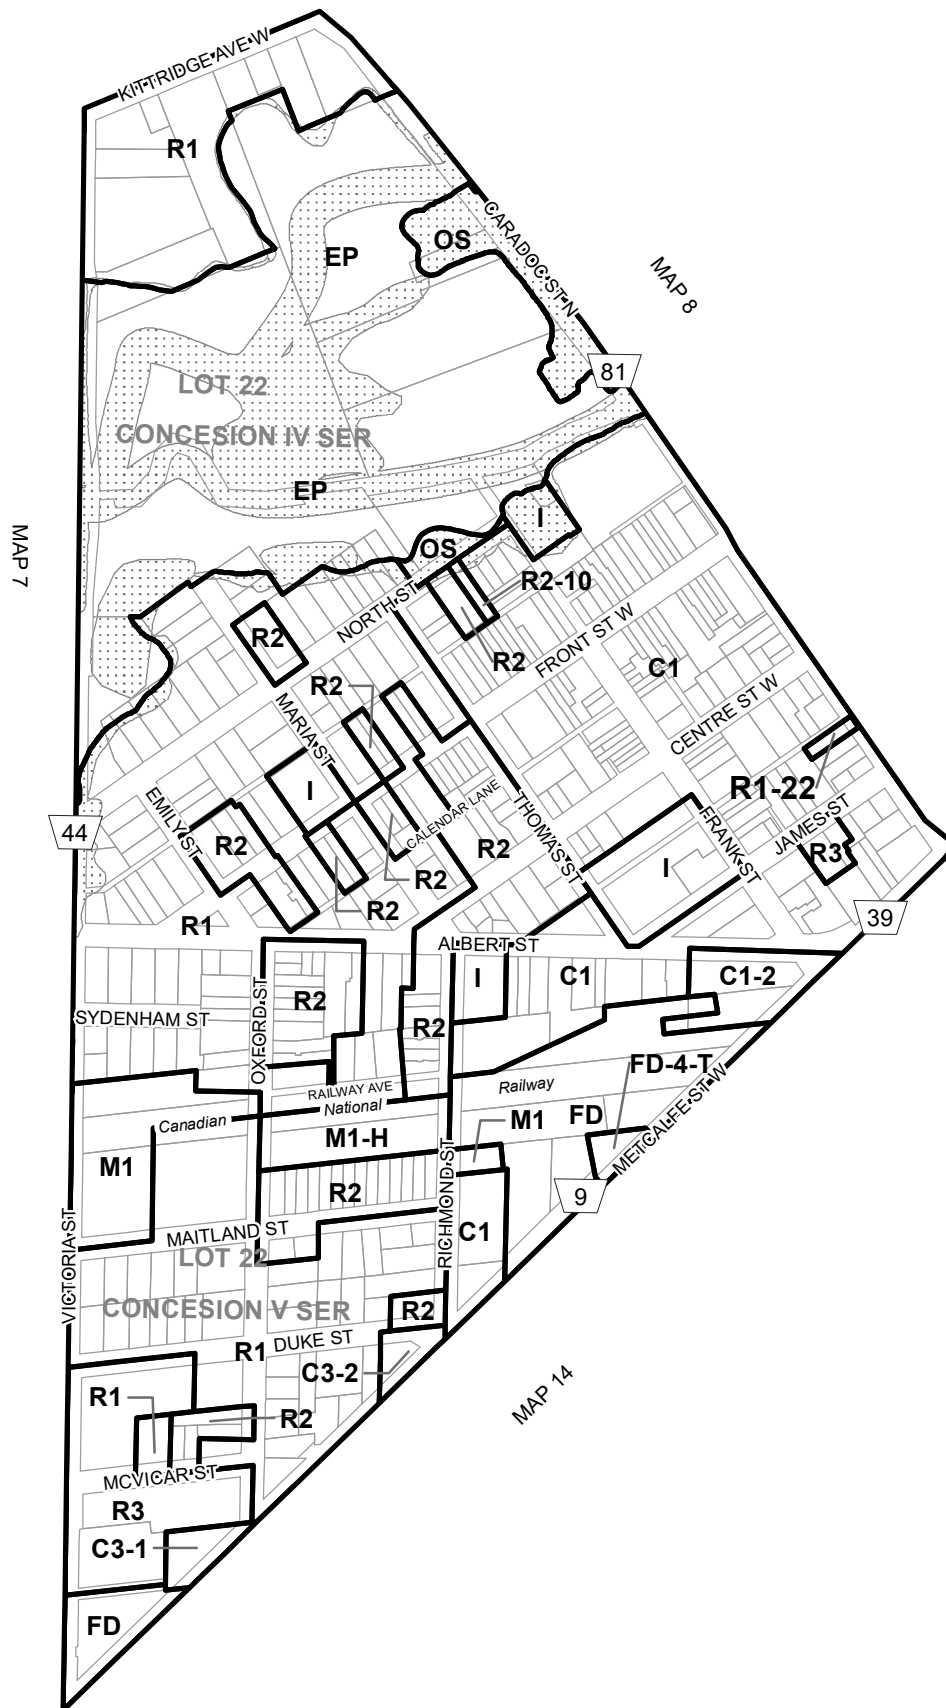 KITTRIDGE AVE W
R1
CARADOC ST N
OS
EP
MAP 8
81
LOT 22
CONCESION IV SER
EP
I
MAP 7
OS
R2-10
NORTH ST
R2
R2
FRONT ST W
C1
R2
MARIA ST
CENTRE ST W
R1-22
I
EMILY ST
CALENDAR LANE
THOMAS ST
FRANK ST
JAMES ST
44
R2
R2
R3
I
R2
R2
R1
39
ALBERT ST
I
C1
C1-2
R2
OXFORD ST
SYDENHAM ST
R2
FD-4-T
RAILWAY AVE
Railway
National
Canadian
M1
FD
METCALFE ST W
M1-H
M1
R2
9
RICHMOND ST
VICTORIA ST
MAITLAND ST
C1
LOT 22
CONCESION V SER
R2
DUKE ST
R1
C3-2
R1
R2
MAP 14
MCVICAR ST
R3
C3-1
FD